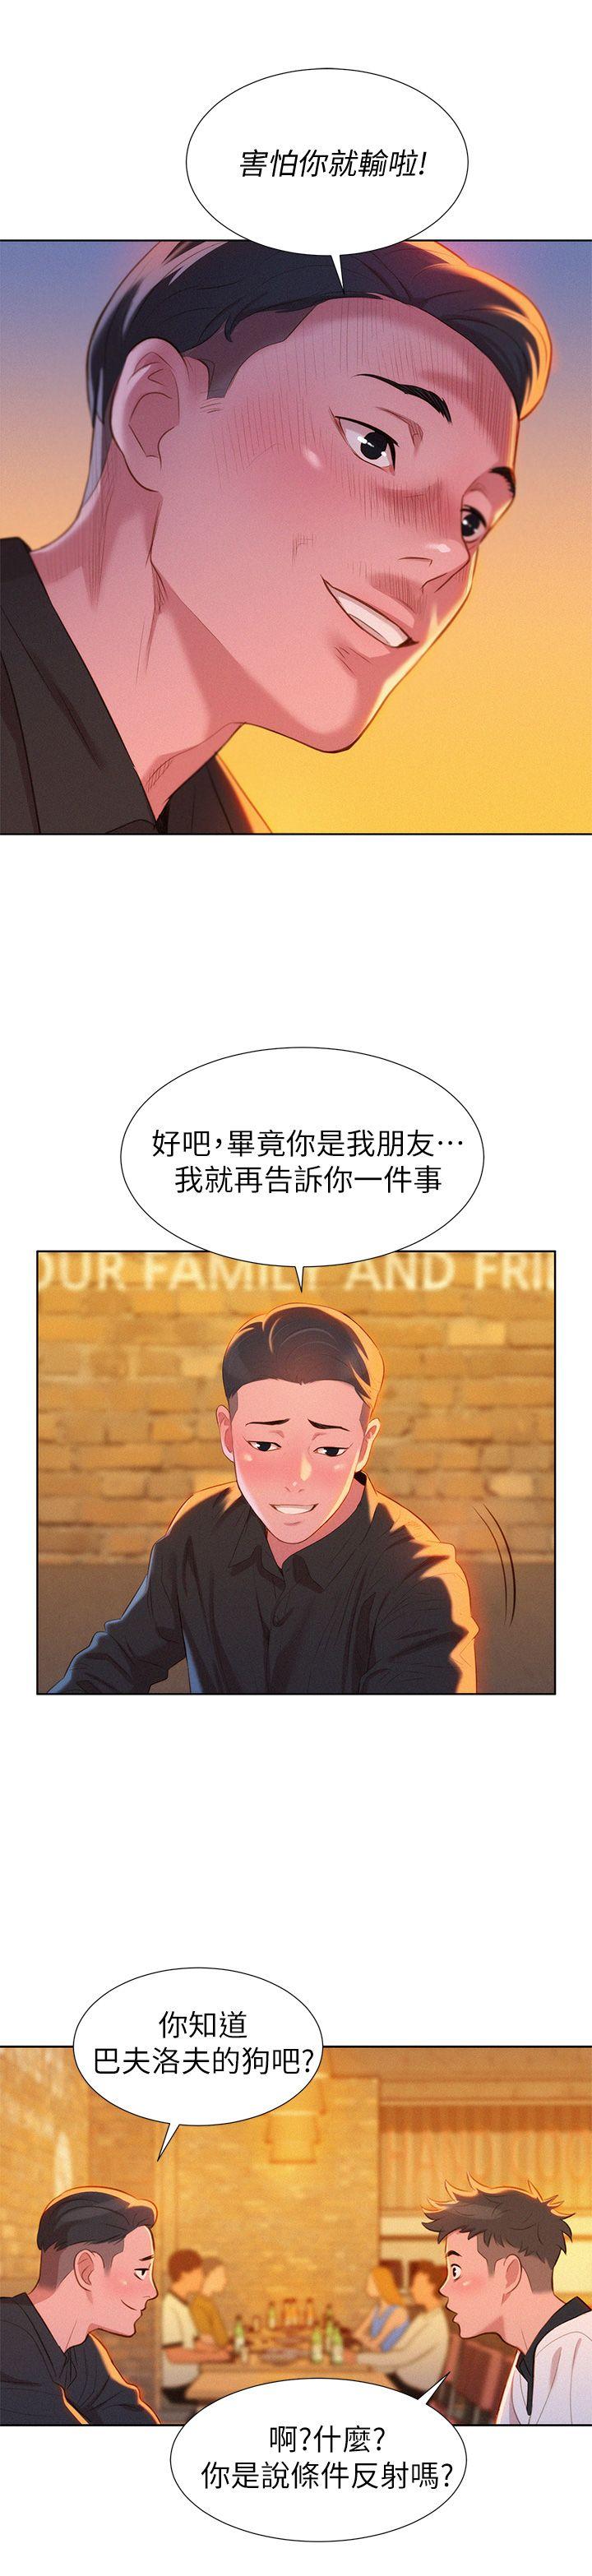 害怕你就輸啦!
好吧,畢竟你是我朋友⋯
我就再告訴你一件事
OUR FAMILY AND FRIE
你知道
巴夫洛夫的狗吧?
啊?什麼?
你是說條件反射嗎?